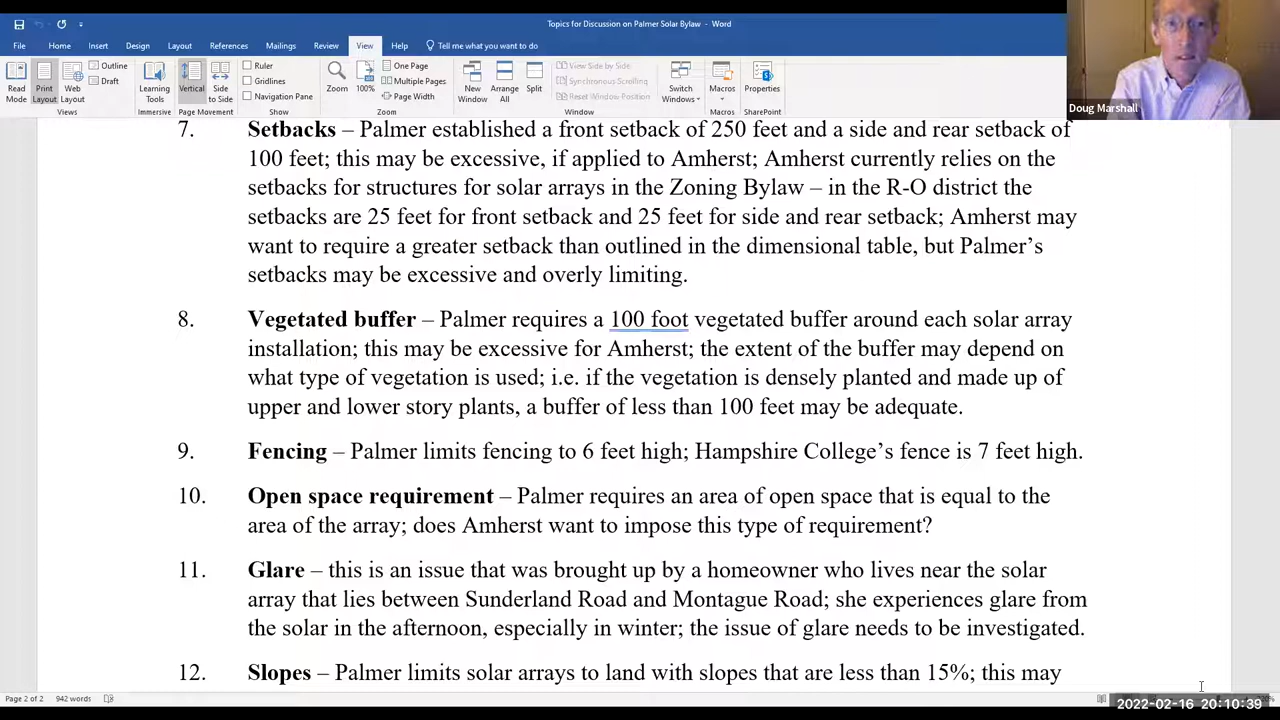 Topics for Discussion on Palmer Solar Bylaw - Word
File Home Insert Design Layout References Mailings Review View Help Tell me what you want to do
Read Mode
Print Layout
Web Layout
Outline
Draft
Views
Learning Tools
Immersive
Vertical
Side to Side
Page Movement
Ruler
Gridlines
Navigation Pane
Show
Zoom
100%
One Page
Multiple Pages
Page Width
Zoom
New Window
Arrange All
Split
View Side by Side
Synchronous Scrolling
Reset Window Position
Window
Switch Windows
Macros
Macros
Properties
SharePoint
Doug Marshall
7. Setbacks – Palmer established a front setback of 250 feet and a side and rear setback of
100 feet; this may be excessive, if applied to Amherst; Amherst currently relies on the
setbacks for structures for solar arrays in the Zoning Bylaw – in the R-O district the
setbacks are 25 feet for front setback and 25 feet for side and rear setback; Amherst may
want to require a greater setback than outlined in the dimensional table, but Palmer’s
setbacks may be excessive and overly limiting.
8. Vegetated buffer – Palmer requires a 100 foot vegetated buffer around each solar array
installation; this may be excessive for Amherst; the extent of the buffer may depend on
what type of vegetation is used; i.e. if the vegetation is densely planted and made up of
upper and lower story plants, a buffer of less than 100 feet may be adequate.
9. Fencing – Palmer limits fencing to 6 feet high; Hampshire College’s fence is 7 feet high.
10. Open space requirement – Palmer requires an area of open space that is equal to the
area of the array; does Amherst want to impose this type of requirement?
11. Glare – this is an issue that was brought up by a homeowner who lives near the solar
array that lies between Sunderland Road and Montague Road; she experiences glare from
the solar in the afternoon, especially in winter; the issue of glare needs to be investigated.
12. Slopes – Palmer limits solar arrays to land with slopes that are less than 15%; this may
Page 2 of 2 942 words
2022-02-16 20:10:39